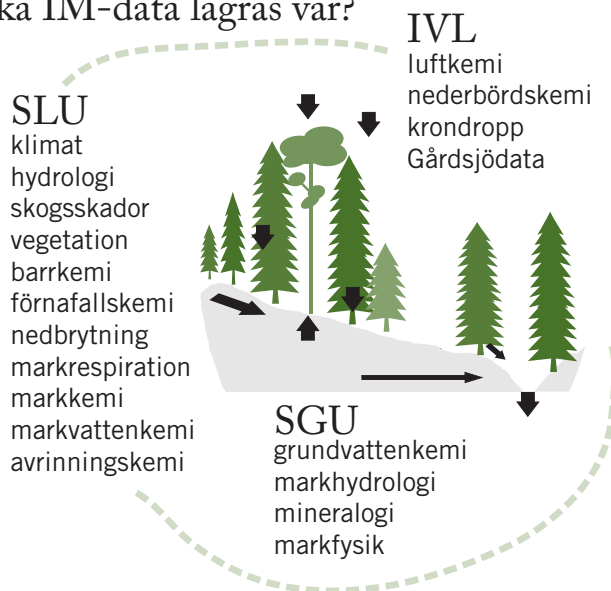 ka IM-data lagras var?
IVL
luftkemi
nederbördskemi
krondropp
Gårdsjödata
SLU
klimat
hydrologi
skogsskador
vegetation
barrkemi
förnafallskemi
nedbrytning
markrespiration
markkemi
markvattenkemi
avrinningskemi
SGU
grundvattenkemi
markhydrologi
mineralogi
markfysik